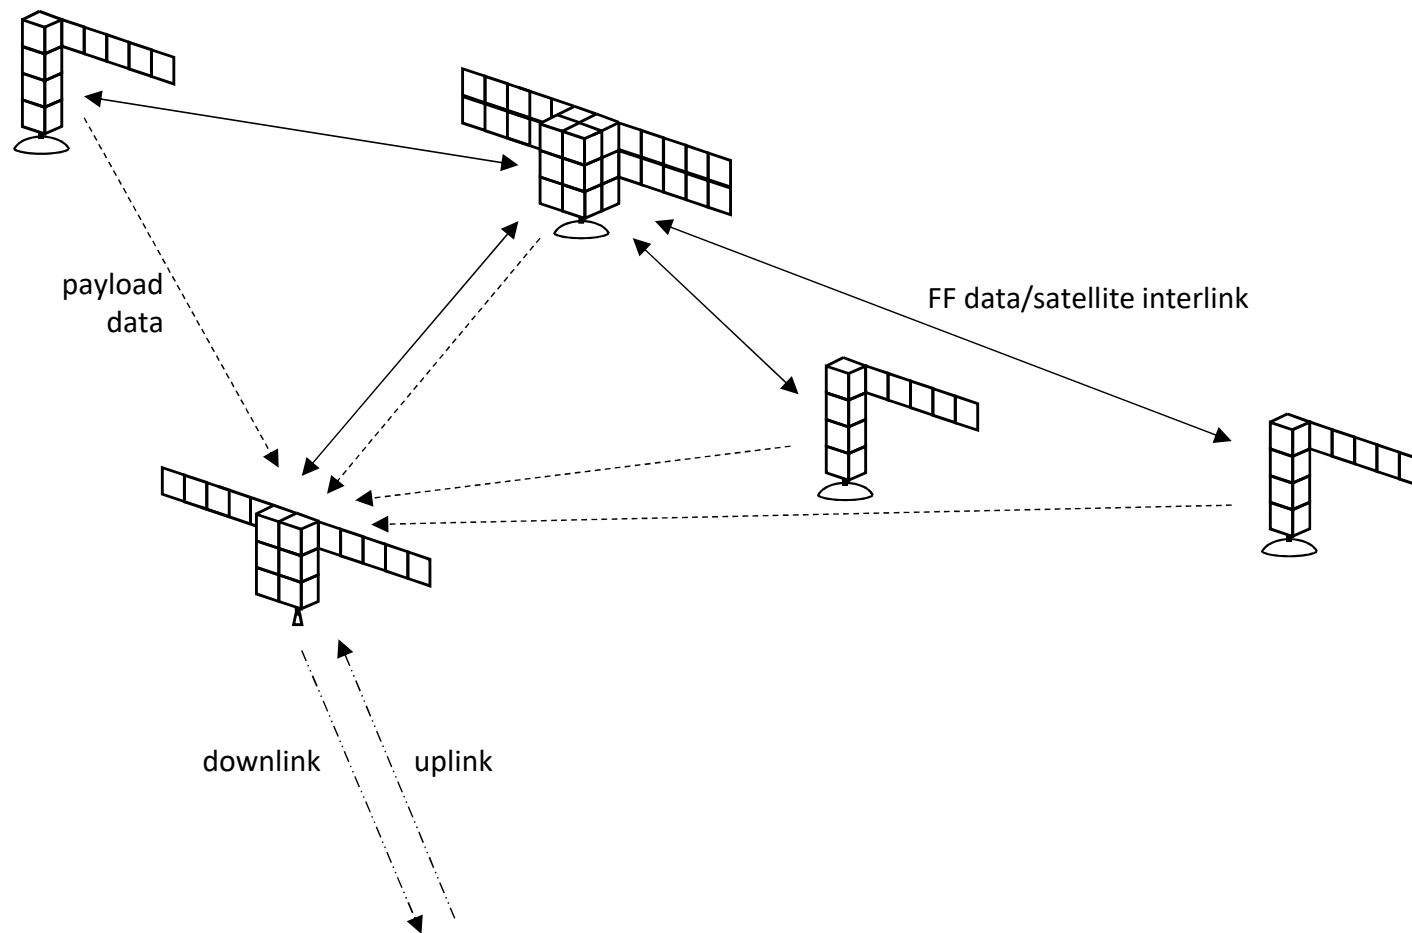 payload
data
FF data/satellite interlink
downlink
uplink